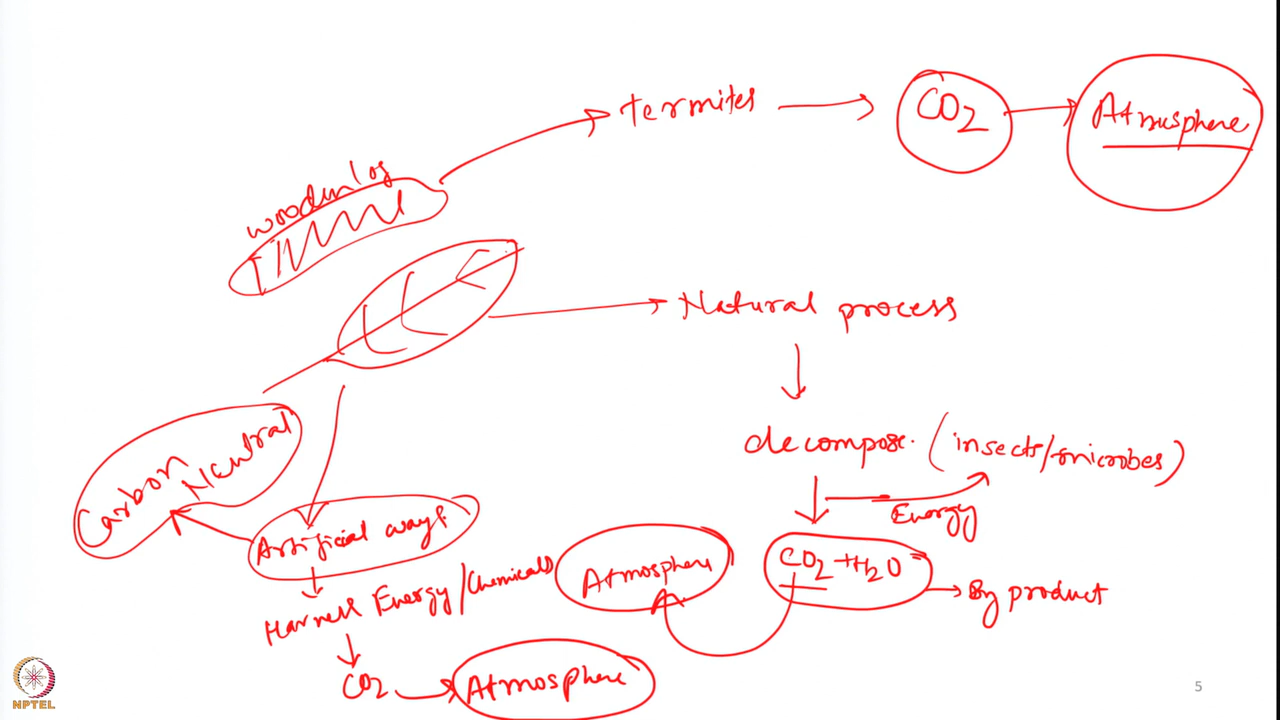 termites
CO2
Atmosphere
wooden log
Natural process
decompose. (insects/microbes)
Energy
Carbon
Neutral
Artificial ways
Harness Energy/Chemicals
Atmosphere
CO2+H2O
By product
CO2
Atmosphere
NPTEL
5